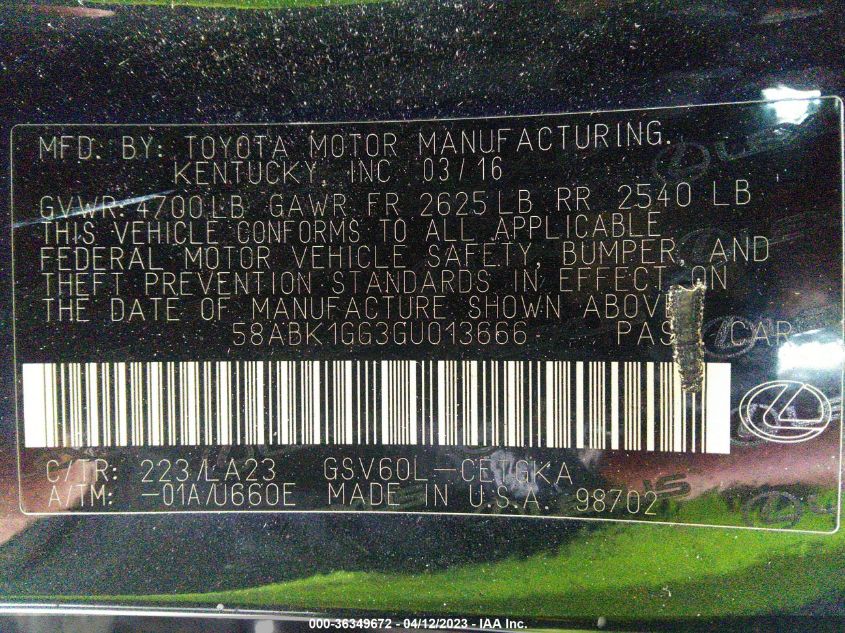 MFD. BY: TOYOTA MOTOR MANUFACTURING.
KENTUCKY, INC 03/16
GVWR: 4700LB GAWR FR 2625LB RR 2540 LB
THIS VEHICLE CONFORMS TO ALL APPLICABLE
FEDERAL MOTOR VEHICLE SAFETY, BUMPER, AND
THEFT PREVENTION STANDARDS IN EFFECT ON
THE DATE OF MANUFACTURE SHOWN ABOVE
58ABK1GG3GU013666 CAR
C/TR: 223/LA23 GSV60L-CETGKA
A/TM: -01A/U660E MADE IN U.S.A. 98702
000-36349672 - 04/12/2023 - IAA Inc.